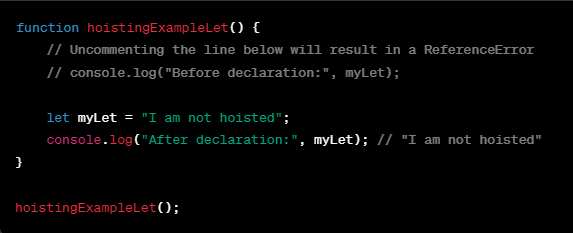 function hoistingExampleLet() {
    // Uncommenting the line below will result in a ReferenceError
    // console.log("Before declaration:", myLet);

    let myLet = "I am not hoisted";
    console.log("After declaration:", myLet); // "I am not hoisted"
}

hoistingExampleLet();